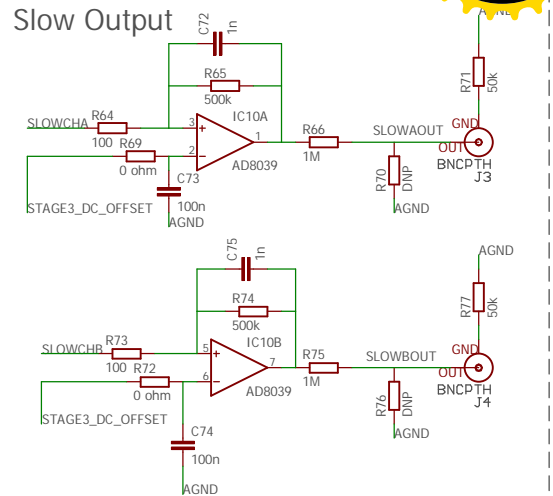 Slow Output
C72
1n
R65
500k
SLOWCHA
R64
100
R69
0 ohm
3
2
+
-
IC10A
1
AD8039
C73
100n
AGND
STAGE3_DC_OFFSET
R66
1M
SLOWAOUT
R70
DNP
AGND
R71
50k
GND
OUT
BNCPTH
J3
C75
1n
R74
500k
SLOWCHB
R73
100
R72
0 ohm
5
6
+
-
IC10B
7
AD8039
STAGE3_DC_OFFSET
C74
100n
AGND
R75
1M
SLOWBOUT
R76
DNP
AGND
AGND
R77
50k
GND
OUT
BNCPTH
J4